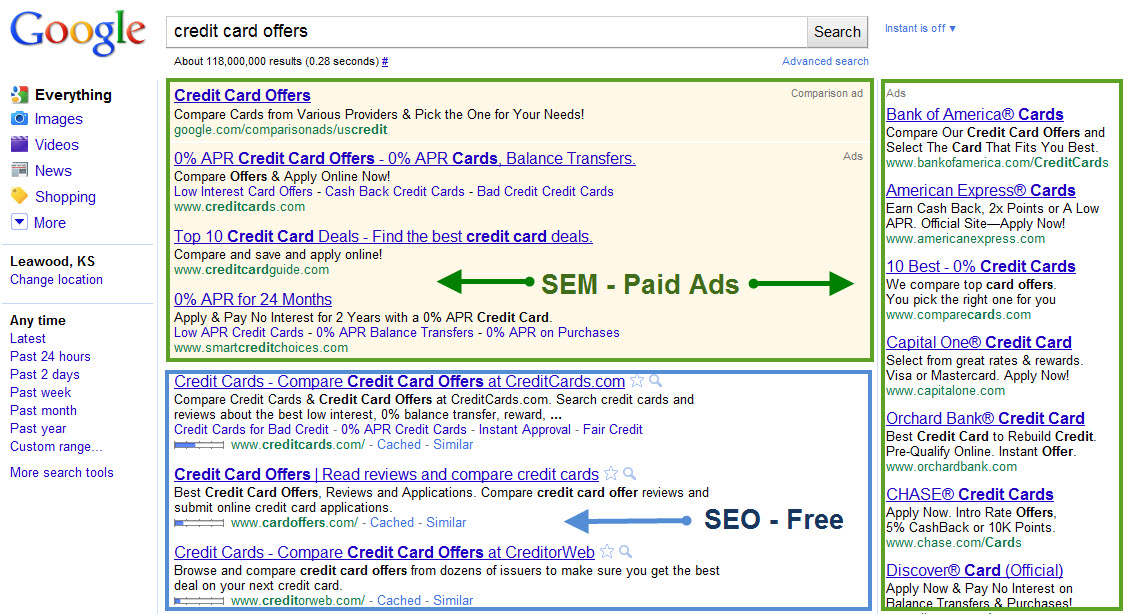 Google
credit card offers
Search
Instant is off ▼
About 118,000,000 results (0.28 seconds) #
Advanced search
Everything
Images
Videos
News
Shopping
More
Leawood, KS
Change location
Any time
Latest
Past 24 hours
Past 2 days
Past week
Past month
Past year
Custom range...
More search tools
Credit Card Offers
Comparison ad
Compare Cards from Various Providers & Pick the One for Your Needs!
google.com/comparisonads/uscredit
0% APR Credit Card Offers - 0% APR Cards, Balance Transfers.
Ads
Compare Offers & Apply Online Now!
Low Interest Card Offers - Cash Back Credit Cards - Bad Credit Credit Cards
www.creditcards.com
Top 10 Credit Card Deals - Find the best credit card deals.
Compare and save and apply online!
www.creditcardguide.com
SEM - Paid Ads
0% APR for 24 Months
Apply & Pay No Interest for 2 Years with a 0% APR Credit Card.
Low APR Credit Cards - 0% APR Balance Transfers - 0% APR on Purchases
www.smartcreditchoices.com
Credit Cards - Compare Credit Card Offers at CreditCards.com
Compare Credit Cards & Credit Card Offers at CreditCards.com. Search credit cards and
reviews about the best low interest, 0% balance transfer, reward, ...
Credit Cards for Bad Credit - 0% APR Credit Cards - Instant Approval - Fair Credit
www.creditcards.com/ - Cached - Similar
Credit Card Offers | Read reviews and compare credit cards
Best Credit Card Offers, Reviews and Applications. Compare credit card offer reviews and
submit online credit card applications.
www.cardoffers.com/ - Cached - Similar
SEO - Free
Credit Cards - Compare Credit Card Offers at CreditorWeb
Browse and compare credit card offers from dozens of issuers to make sure you get the best
deal on your next credit card.
www.creditorweb.com/ - Cached - Similar
Ads
Bank of America® Cards
Compare Our Credit Card Offers and
Select The Card That Fits You Best.
www.bankofamerica.com/CreditCards
American Express® Cards
Earn Cash Back, 2x Points or A Low
APR. Official Site—Apply Now!
www.americanexpress.com
10 Best - 0% Credit Cards
We compare top card offers.
You pick the right one for you
www.comparecards.com
Capital One® Credit Card
Select from great rates & rewards.
Visa or Mastercard. Apply Now!
www.capitalone.com
Orchard Bank® Credit Card
Best Credit Card to Rebuild Credit.
Pre-Qualify Online. Instant Offer.
www.orchardbank.com
CHASE® Credit Cards
Apply Now. Intro Rate Offers,
5% CashBack or 10K Points.
www.chase.com/Cards
Discover® Card (Official)
Apply Now & Pay No Interest on
Balance Transfers & Purchases!